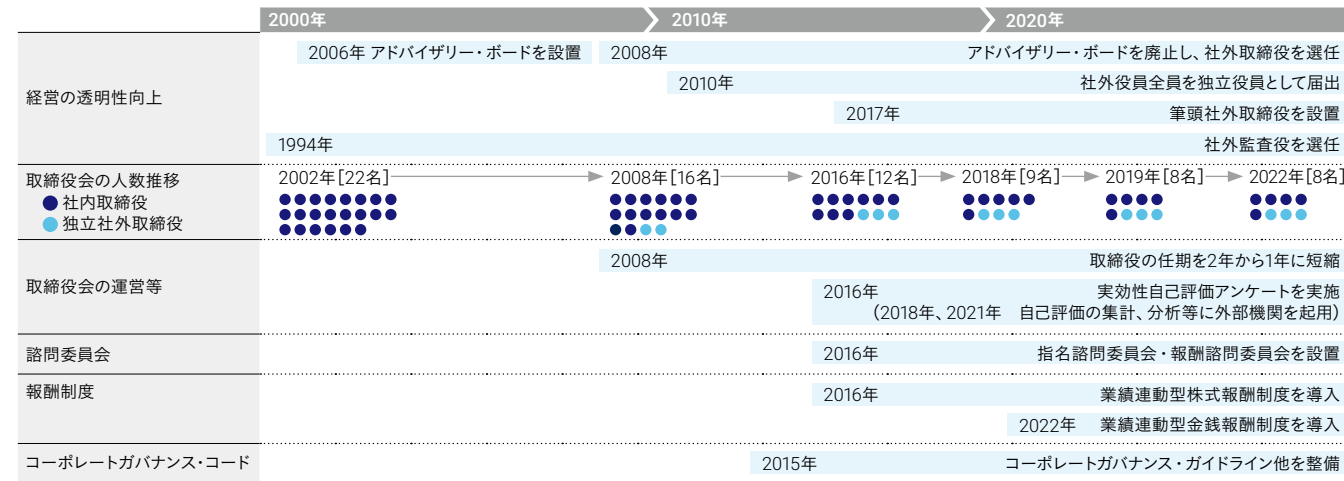 2000年 2010年 2020年
経営の透明性向上
2006年 アドバイザリー・ボードを設置 2008年 アドバイザリー・ボードを廃止し、社外取締役を選任
2010年 社外役員全員を独立役員として届出
2017年 筆頭社外取締役を設置
1994年 社外監査役を選任
取締役会の人数推移
社内取締役
独立社外取締役
2002年[22名] 2008年[16名] 2016年[12名] 2018年[9名] 2019年[8名] 2022年[8名]
取締役会の運営等
2008年 取締役の任期を2年から1年に短縮
2016年 実効性自己評価アンケートを実施
(2018年、2021年 自己評価の集計、分析等に外部機関を起用)
諮問委員会
2016年 指名諮問委員会・報酬諮問委員会を設置
報酬制度
2016年 業績連動型株式報酬制度を導入
2022年 業績連動型金銭報酬制度を導入
コーポレートガバナンス・コード
2015年 コーポレートガバナンス・ガイドライン他を整備